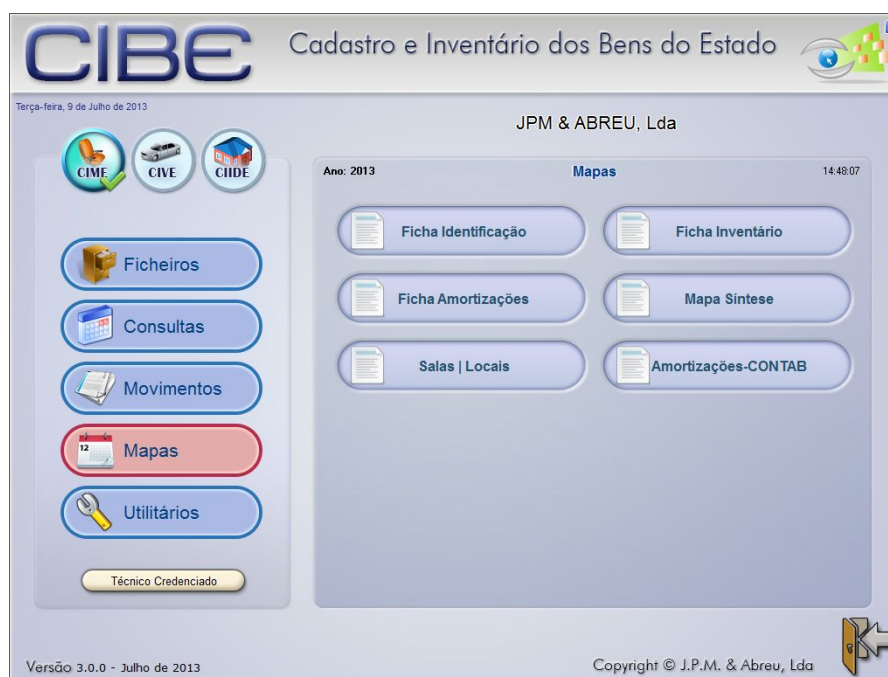 CIBE
Cadastro e Inventário dos Bens do Estado
Terça-feira, 9 de Julho de 2013
JPM & ABREU, Lda
CIME
CIVE
CIIDE
Ano: 2013
Mapas
14:48:07
Ficheiros
Consultas
Movimentos
12
Mapas
Utilitários
Técnico Credenciado
Ficha Identificação
Ficha Inventário
Ficha Amortizações
Mapa Síntese
Salas | Locais
Amortizações-CONTAB
Versão 3.0.0 - Julho de 2013
Copyright © J.P.M. & Abreu, Lda